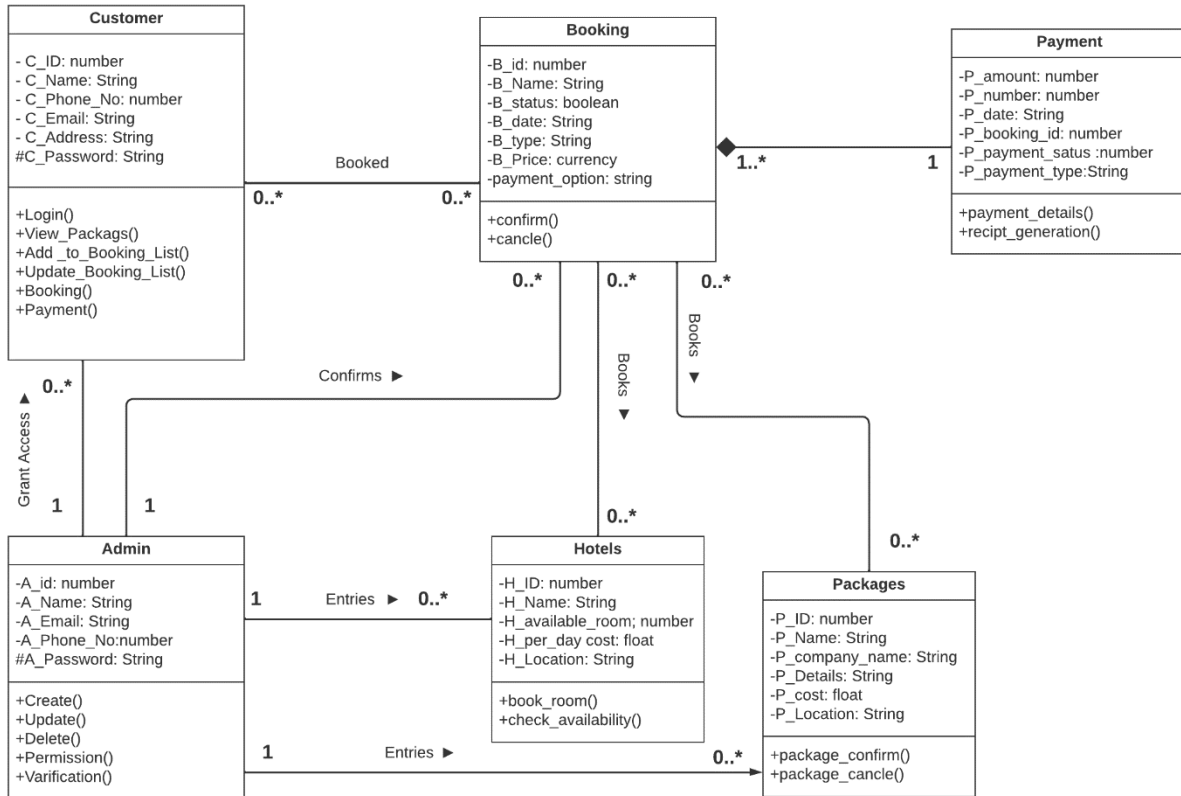 Customer
- C_ID: number
- C_Name: String
- C_Phone_No: number
- C_Email: String
- C_Address: String
#C_Password: String
+Login()
+View_Packags()
+Add _to_Booking_List()
+Update_Booking_List()
+Booking()
+Payment()
Booked
0..*
0..*
Booking
-B_id: number
-B_Name: String
-B_status: boolean
-B_date: String
-B_type: String
-B_Price: currency
-payment_option: string
+confirm()
+cancle()
1..*
1
Payment
-P_amount: number
-P_number: number
-P_date: String
-P_booking_id: number
-P_payment_satus :number
-P_payment_type:String
+payment_details()
+recipt_generation()
0..*
0..*
0..*
0..*
Grant Access ►
1
Confirms ►
1
Books ►
0..*
Books ►
0..*
Admin
-A_id: number
-A_Name: String
-A_Email: String
-A_Phone_No:number
#A_Password: String
+Create()
+Update()
+Delete()
+Permission()
+Varification()
1
Entries ►
0..*
Hotels
-H_ID: number
-H_Name: String
-H_available_room; number
-H_per_day cost: float
-H_Location: String
+book_room()
+check_availability()
1
Entries ►
0..*
Packages
-P_ID: number
-P_Name: String
-P_company_name: String
-P_Details: String
-P_cost: float
-P_Location: String
+package_confirm()
+package_cancle()